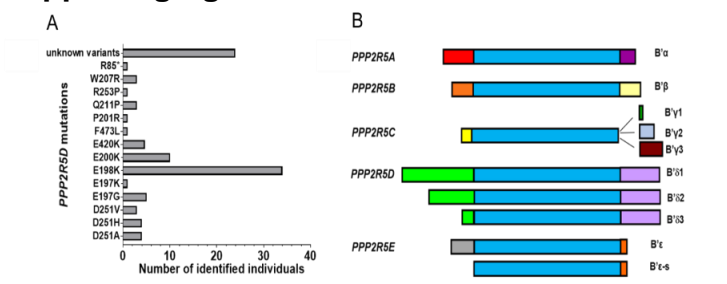 A
unknown variants
R85*
W207R
R253P
Q211P
P201R
F473L
E420K
E200K
E198K
E197K
E197G
D251V
D251H
D251A
PPP2R5D mutations
0 10 20 30 40
Number of identified individuals
B
PPP2R5A B'α
PPP2R5B B'β
B'γ1
PPP2R5C B'γ2
B'γ3
PPP2R5D B'δ1
B'δ2
B'δ3
PPP2R5E B'ε
B'ε-s